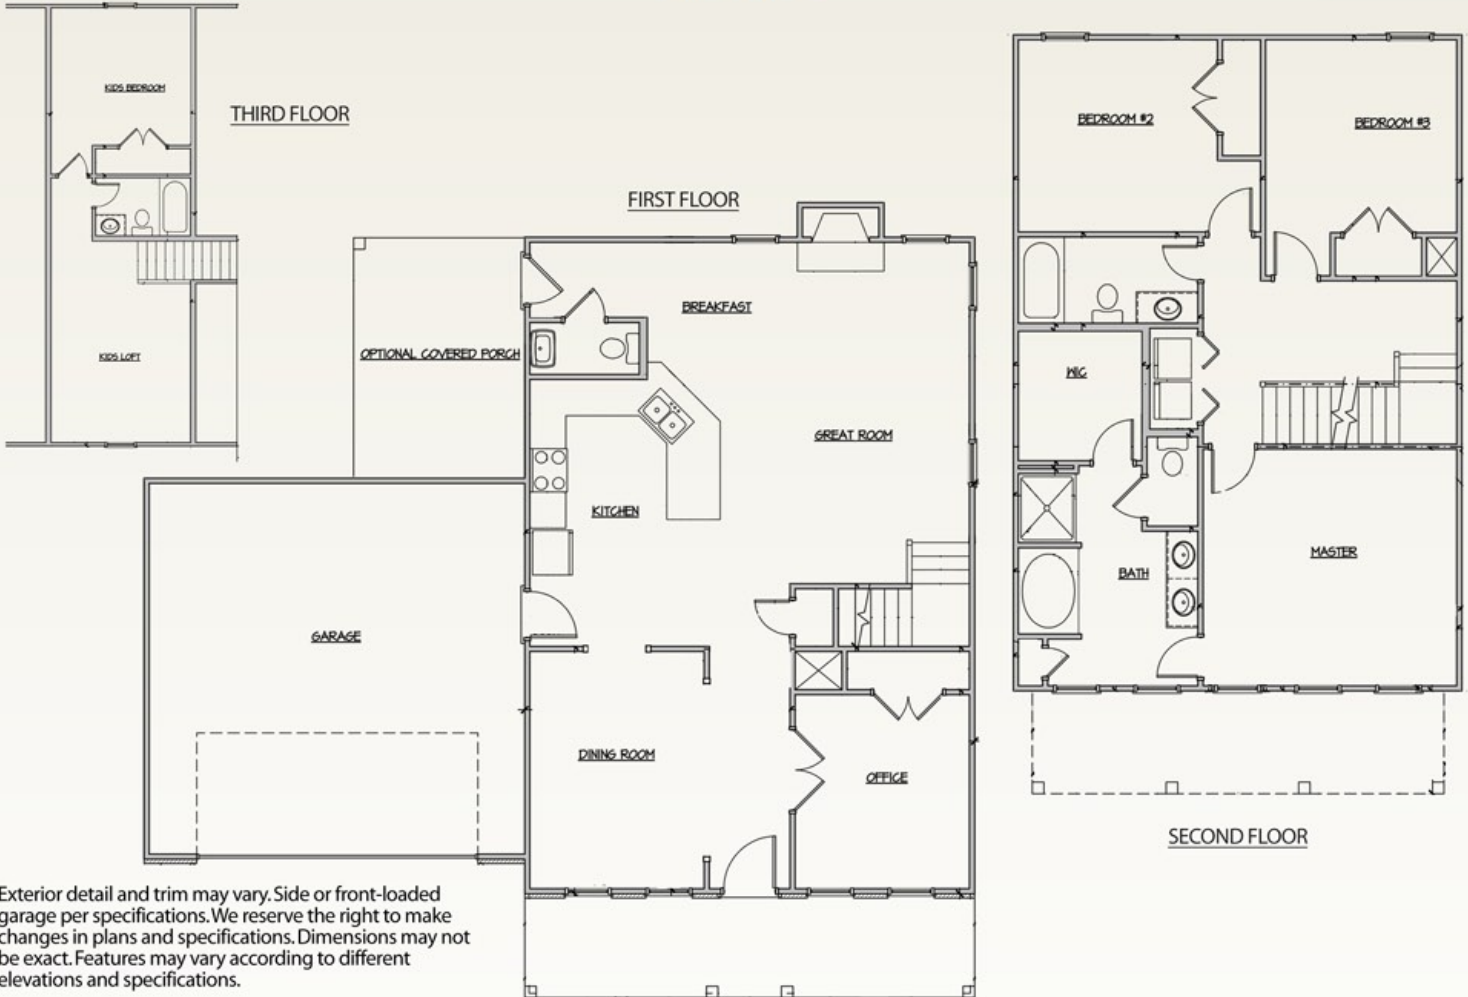 KIDS BEDROOM
THIRD FLOOR
KIDS LOFT
FIRST FLOOR
BREAKFAST
OPTIONAL COVERED PORCH
GREAT ROOM
KITCHEN
GARAGE
DINING ROOM
OFFICE
BEDROOM #2
BEDROOM #3
WIC
MASTER
BATH
SECOND FLOOR
Exterior detail and trim may vary. Side or front-loaded
garage per specifications. We reserve the right to make
changes in plans and specifications. Dimensions may not
be exact. Features may vary according to different
elevations and specifications.